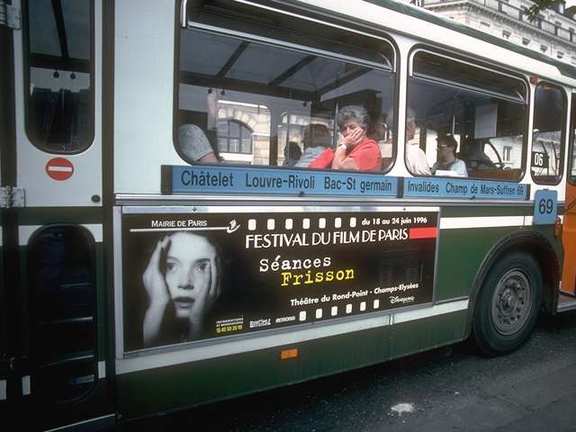 Châtelet Louvre-Rivoli Bac-St germain
Invalides Champ de Mars-Suffren 69
69
MAIRIE DE PARIS
du 18 au 24 juin 1996
FESTIVAL DU FILM DE PARIS
Séances
Frisson
Théâtre du Rond-Point - Champs-Elysées